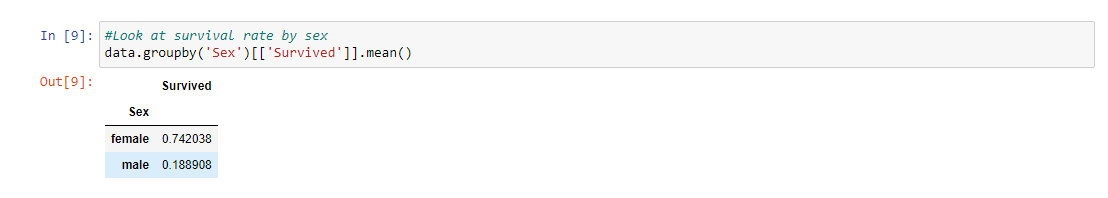 In [9]: #Look at survival rate by sex
data.groupby('Sex')[['Survived']].mean()
Out[9]:
Survived
Sex
female 0.742038
male 0.188908